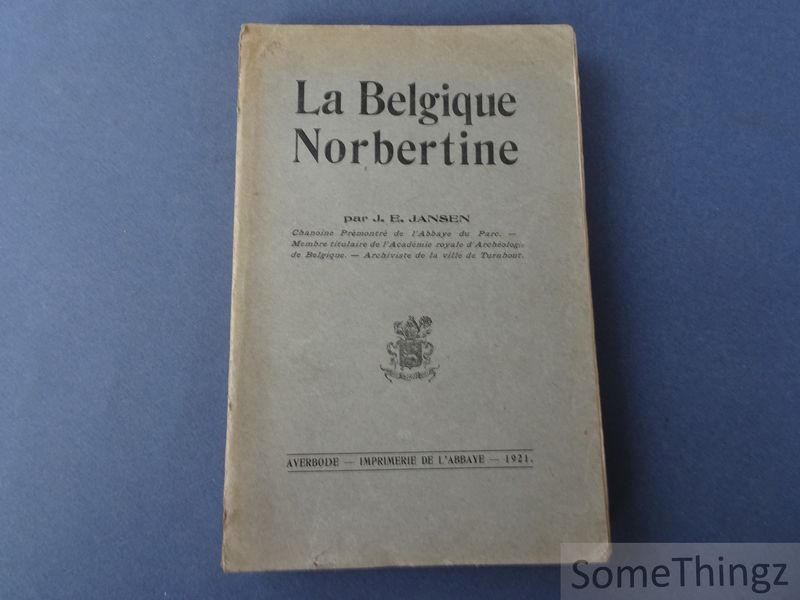 La Belgique
Norbertine
par J. E. JANSEN
Chanoine Prémontré de l'Abbaye du Parc. —
Membre titulaire de l'Académie royale d'Archéologie
de Belgique. — Archiviste de la ville de Turnhout.
AVERBODE — IMPRIMERIE DE L'ABBAYE — 1921.
SomeThingz